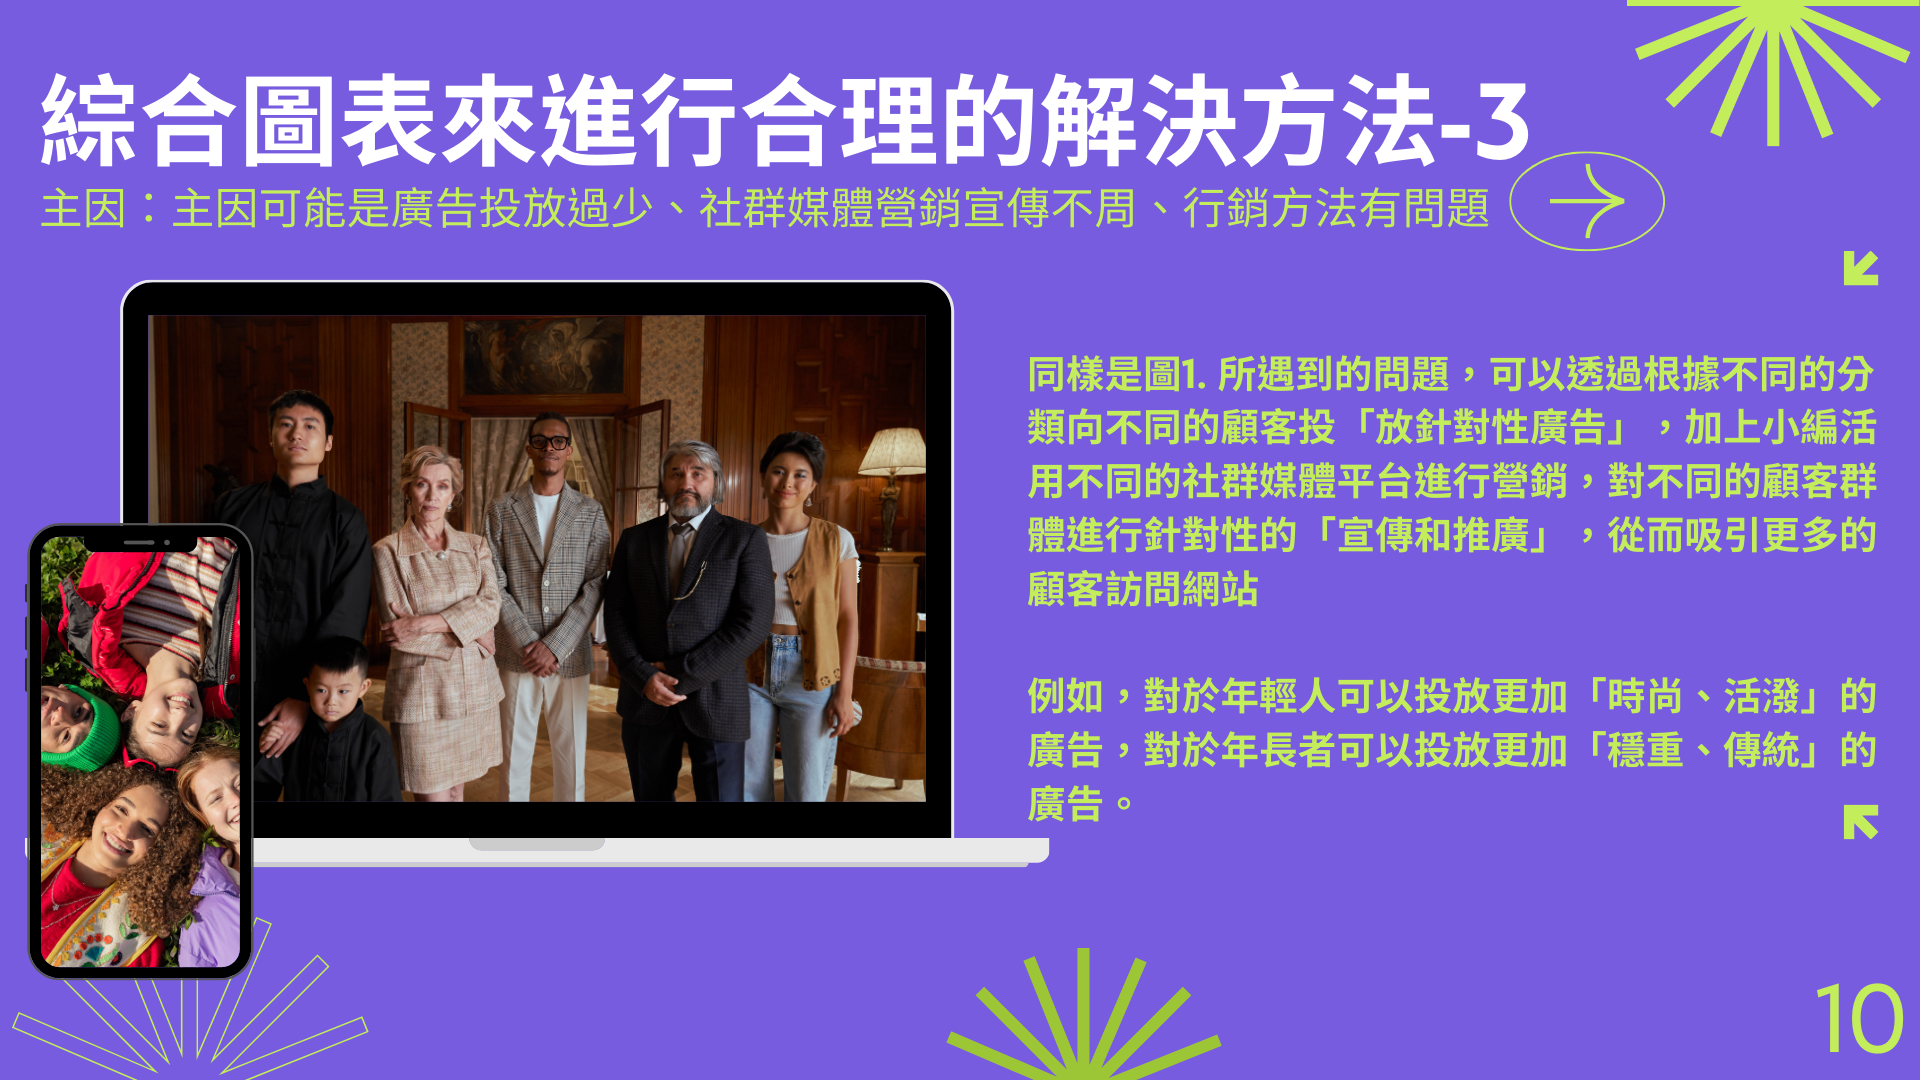 綜合圖表來進行合理的解決方法-3
主因：主因可能是廣告投放過少、社群媒體營銷宣傳不周、行銷方法有問題
同樣是圖1. 所遇到的問題，可以透過根據不同的分
類向不同的顧客投「放針對性廣告」，加上小編活
用不同的社群媒體平台進行營銷，對不同的顧客群
體進行針對性的「宣傳和推廣」，從而吸引更多的
顧客訪問網站
例如，對於年輕人可以投放更加「時尚、活潑」的
廣告，對於年長者可以投放更加「穩重、傳統」的
廣告。
10